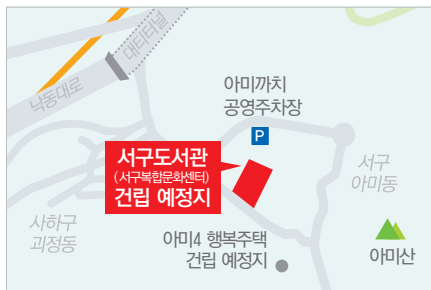 대티터널
낙동대로
아미까치
공영주차장
P
서구도서관
(서구복합문화센터)
건립 예정지
서구
아미동
사하구
괴정동
아미4 행복주택
건립 예정지
아미산